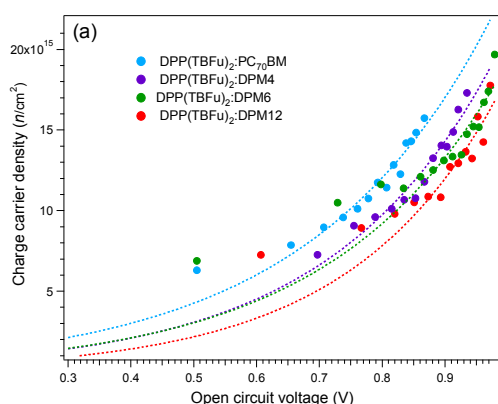 (a)
DPP(TBFu)₂:PC₇₀BM
DPP(TBFu)₂:DPM4
DPP(TBFu)₂:DPM6
DPP(TBFu)₂:DPM12
Charge carrier density (n/cm²)
20x10¹⁵
15
10
5
0.3 0.4 0.5 0.6 0.7 0.8 0.9
Open circuit voltage (V)